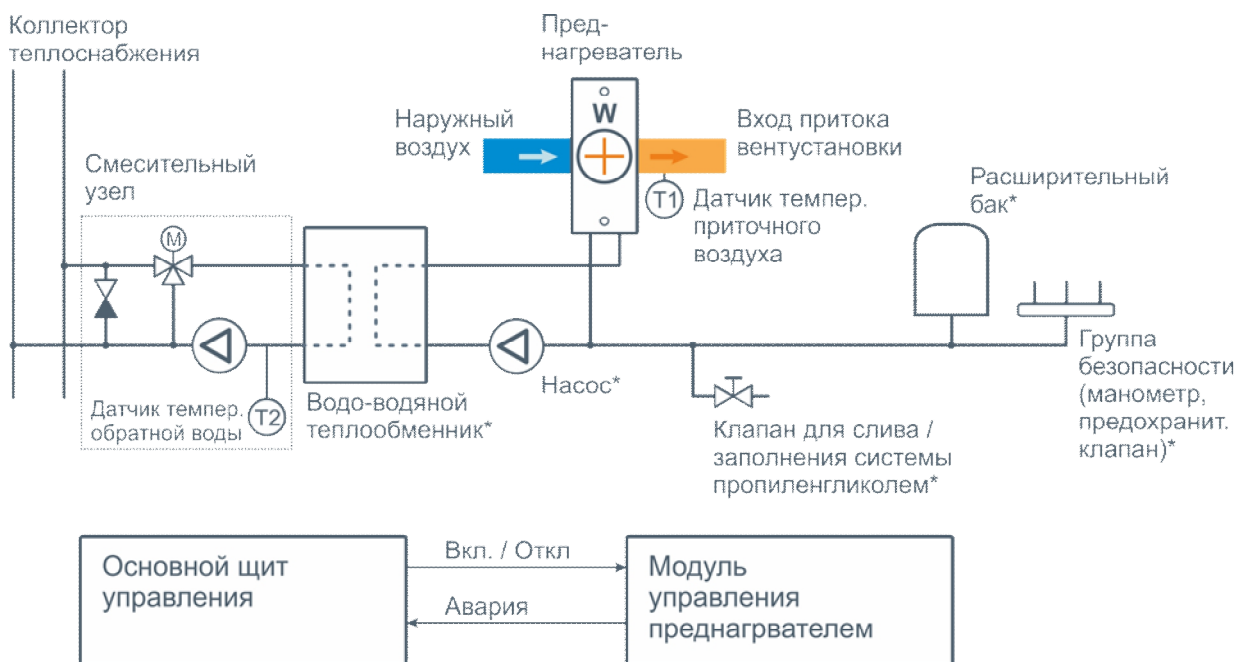 Коллектор
теплоснабжения
Пред-
нагреватель
W
Наружный
воздух
Вход притока
вентустановки
Смесительный
узел
M
T1
Датчик темпер.
приточного
воздуха
Расширительный
бак*
Группа
безопасности
(манометр,
предохранит.
клапан)*
Насос*
Датчик темпер.
обратной воды
T2
Водо-водяной
теплообменник*
Клапан для слива /
заполнения системы
пропиленгликолем*
Основной щит
управления
Вкл. / Откл
Авария
Модуль
управления
преднагрвателем